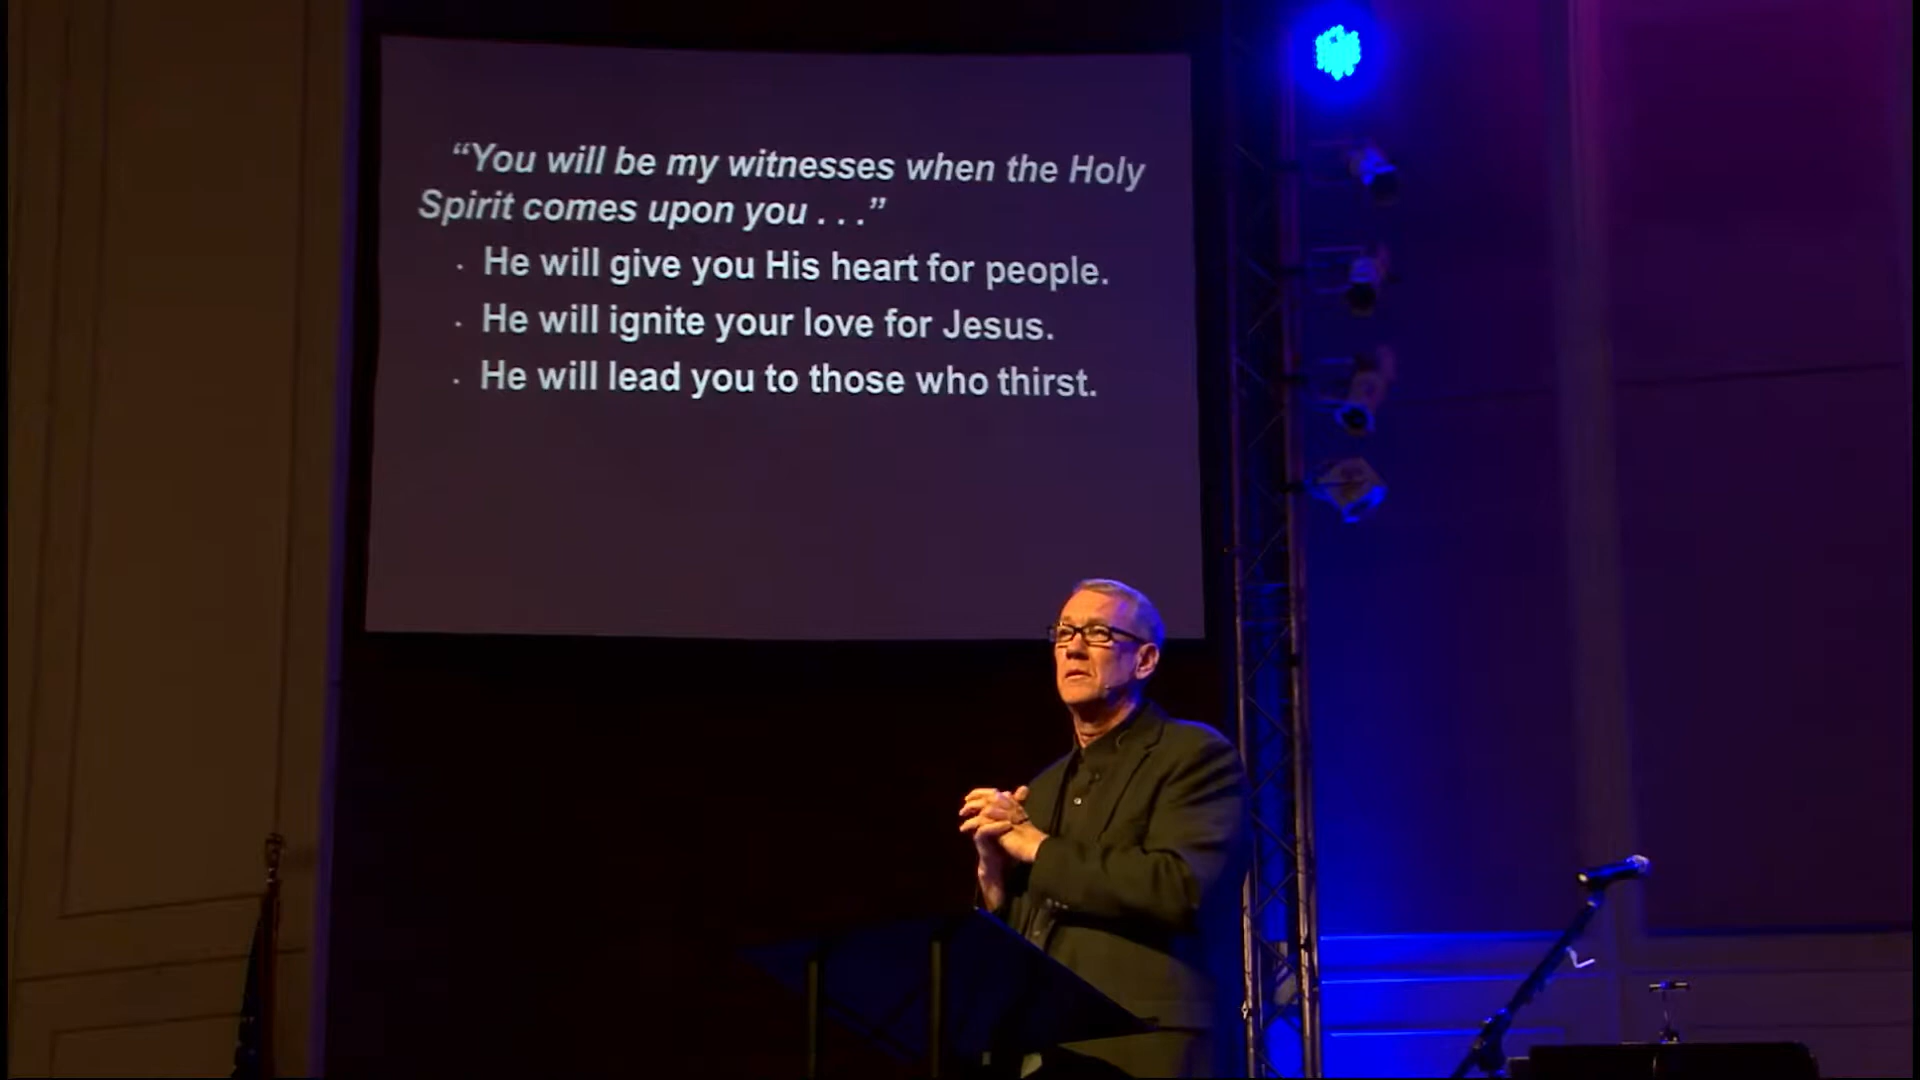 “You will be my witnesses when the Holy
Spirit comes upon you . . .”
· He will give you His heart for people.
· He will ignite your love for Jesus.
· He will lead you to those who thirst.